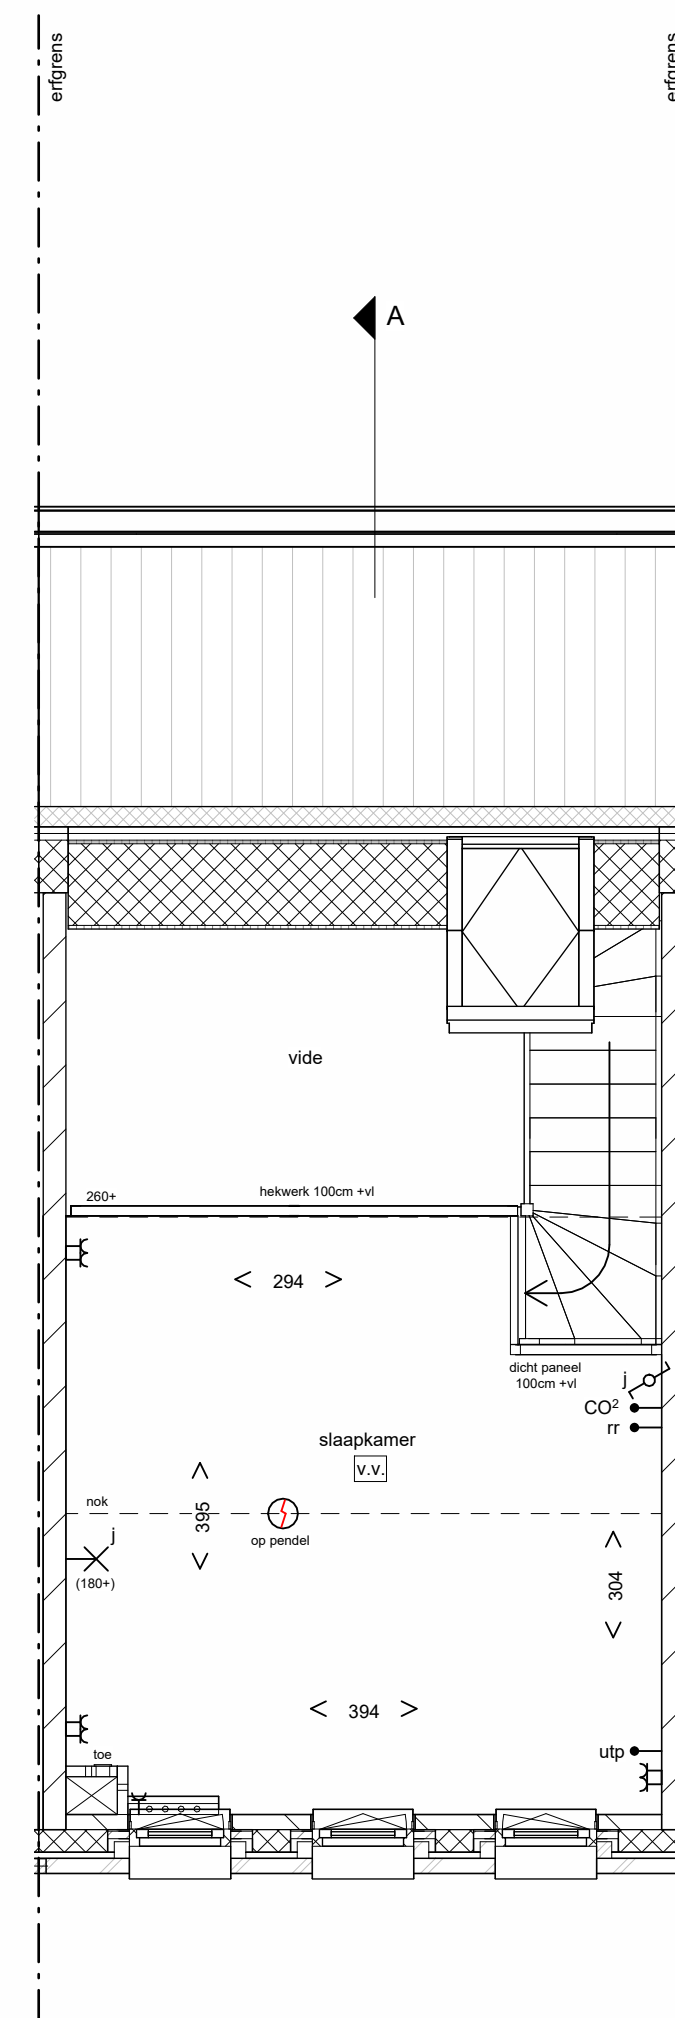 erfgrens
erfgrens
A
vide
260+
hekwerk 100cm +vl
294
dicht paneel
100cm +vl
j
CO²
rr
slaapkamer
v.v.
nok
395
op pendel
j
(180+)
304
394
utp
toe